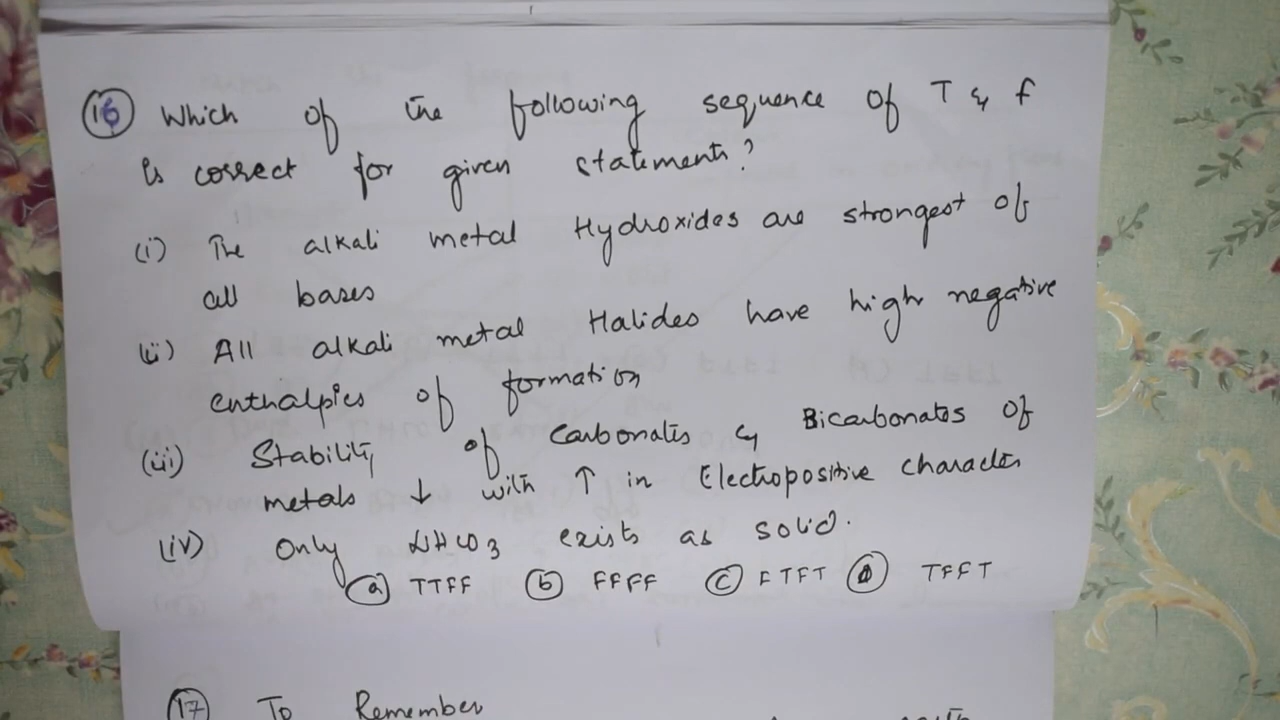 16 Which of the following sequence of T & F
is correct for given statements?
(i) The alkali metal Hydroxides are strongest of
all bases
(ii) All alkali metal Halides have high negative
enthalpies of formation
(iii) Stability of Carbonates & Bicarbonates of
metals ↓ with ↑ in Electropositive character
(iv) Only LiHCO3 exists as solid.
a TTFF b FFFF c FTFT d TFFT
17 To Remember